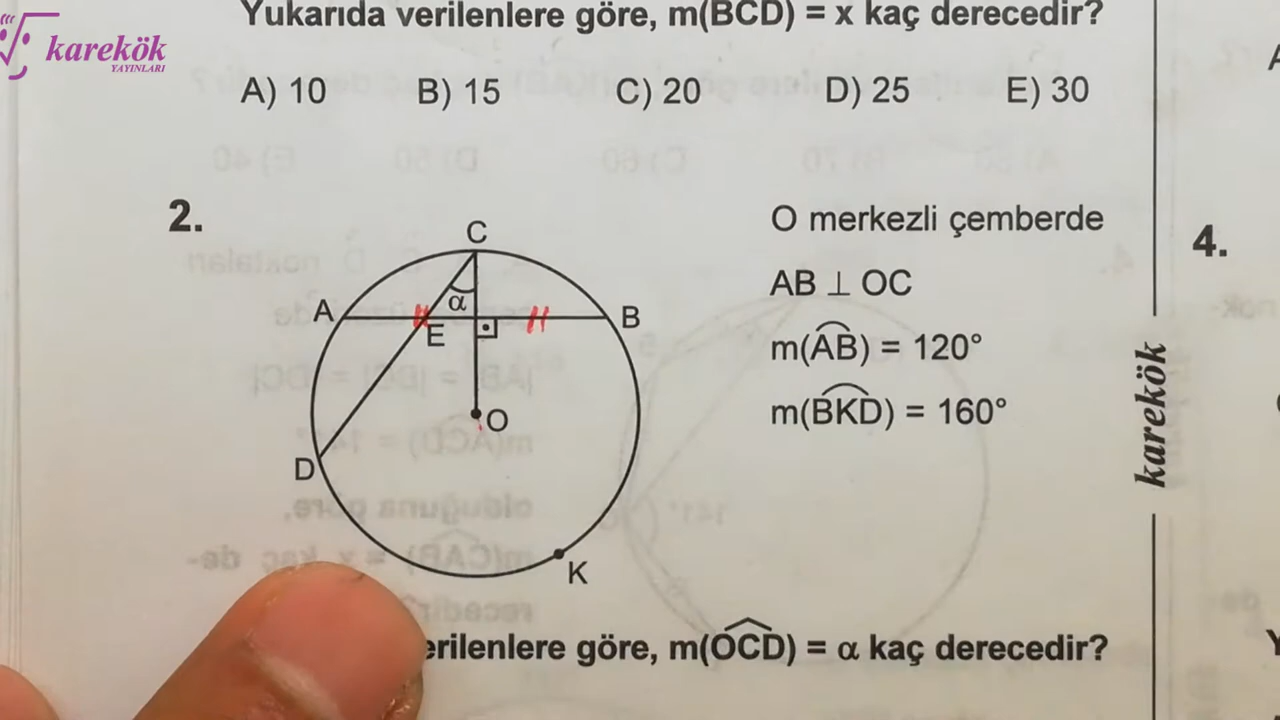 Yukarıda verilenlere göre, m(BCD) = x kaç derecedir?
karekök
YAYINLARI
A) 10 B) 15 C) 20 D) 25 E) 30
2.
C
A
α
E
B
O
D
K
O merkezli çemberde
AB ⊥ OC
m(AB) = 120°
m(BKD) = 160°
erilenlere göre, m(OCD) = α kaç derecedir?
karekök
4.